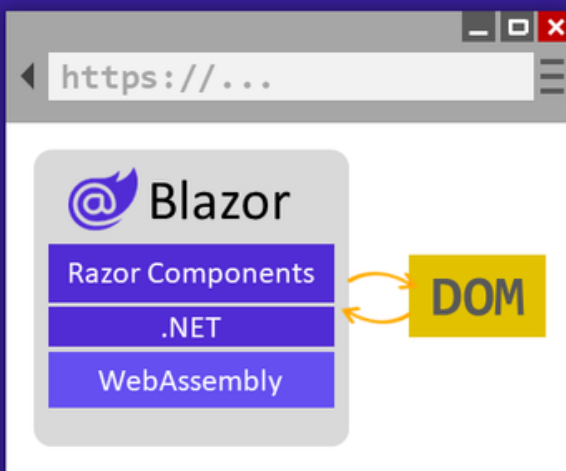 https://...
Blazor
Razor Components
.NET
WebAssembly
DOM